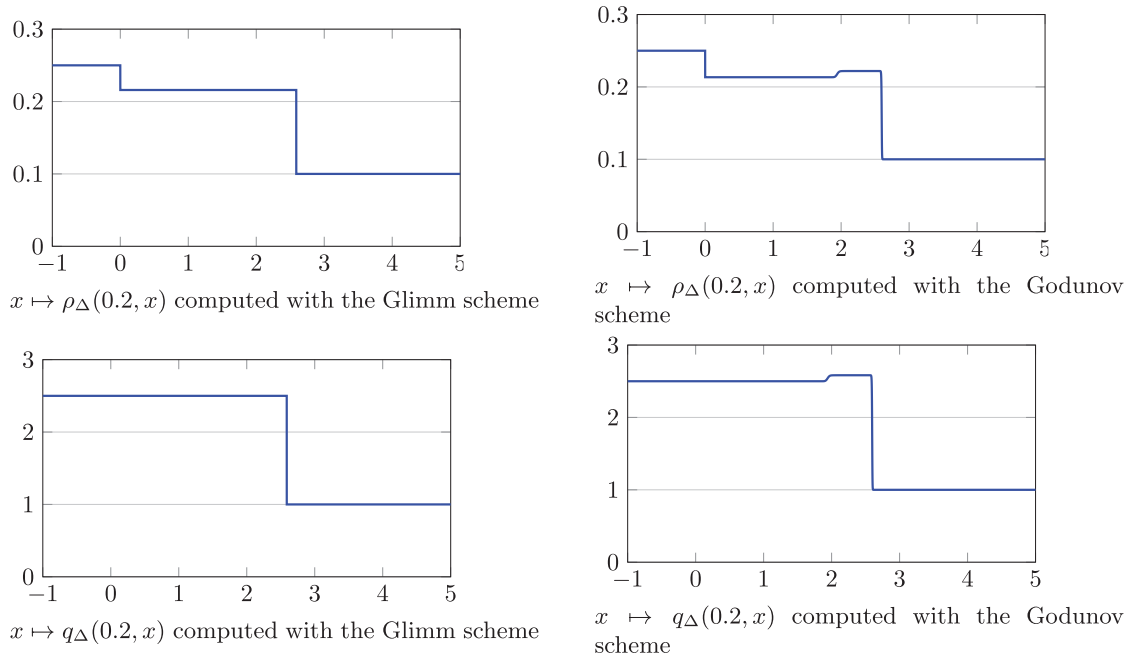 0.3
0.2
0.1
0
−1 0 1 2 3 4 5
x ↦ ρ_Δ(0.2, x) computed with the Glimm scheme
0.3
0.2
0.1
0
−1 0 1 2 3 4 5
x ↦ ρ_Δ(0.2, x) computed with the Godunov
scheme
3
2
1
0
−1 0 1 2 3 4 5
x ↦ q_Δ(0.2, x) computed with the Glimm scheme
3
2
1
0
−1 0 1 2 3 4 5
x ↦ q_Δ(0.2, x) computed with the Godunov
scheme